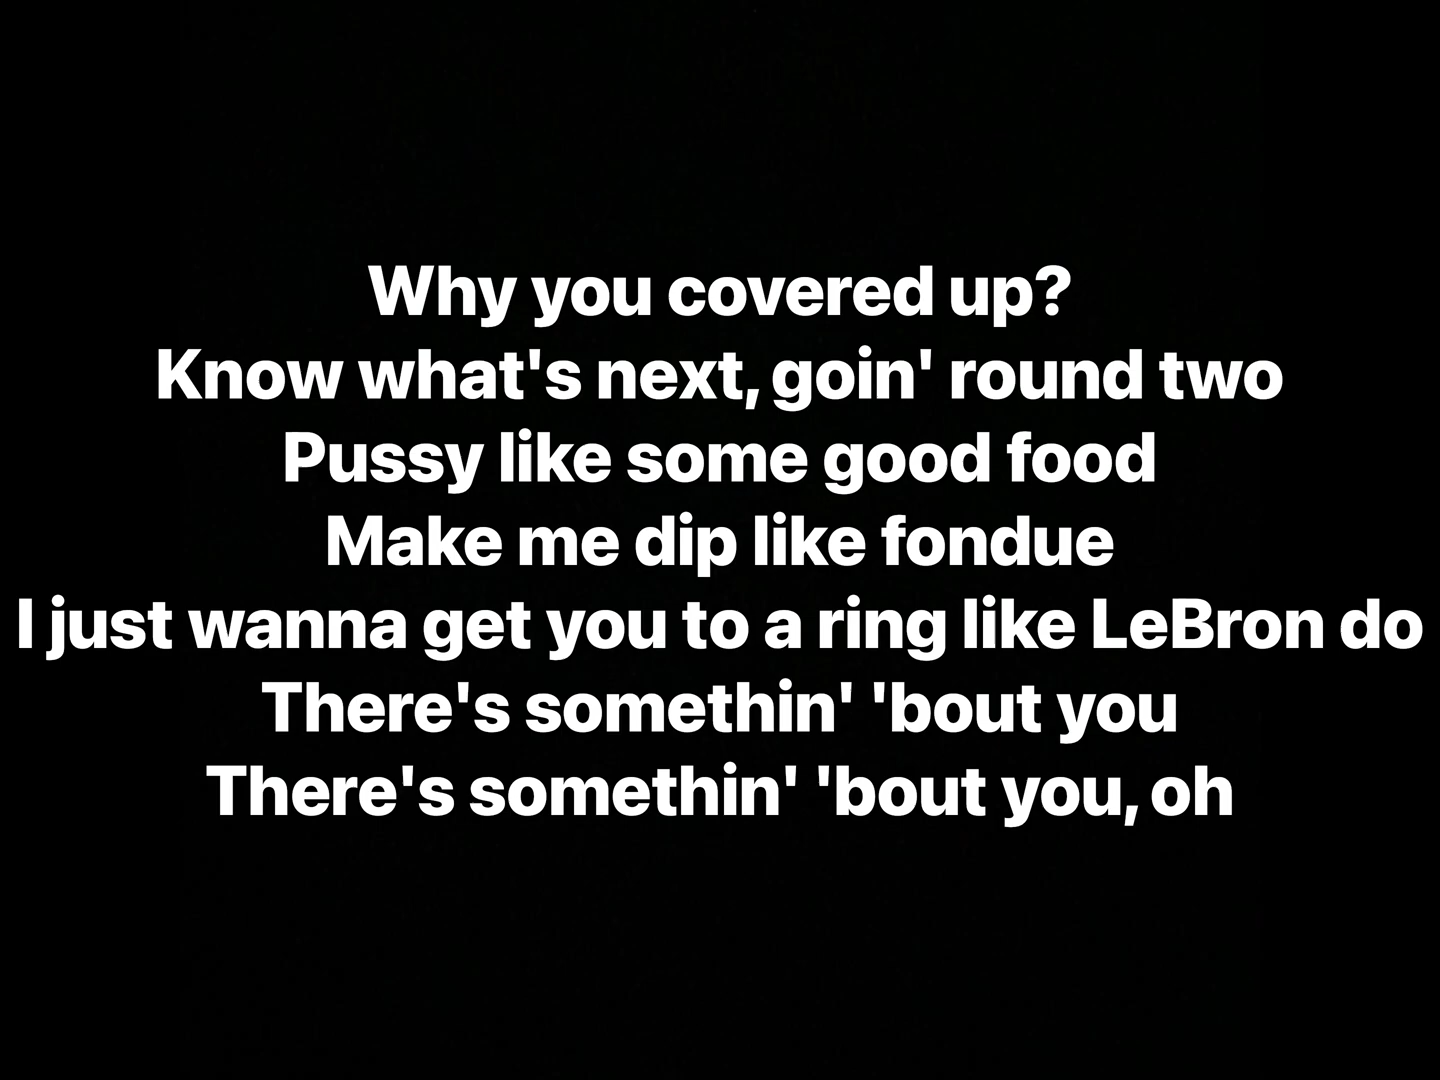 Why you covered up?
Know what's next, goin' round two
Pussy like some good food
Make me dip like fondue
I just wanna get you to a ring like LeBron do
There's somethin' 'bout you
There's somethin' 'bout you, oh